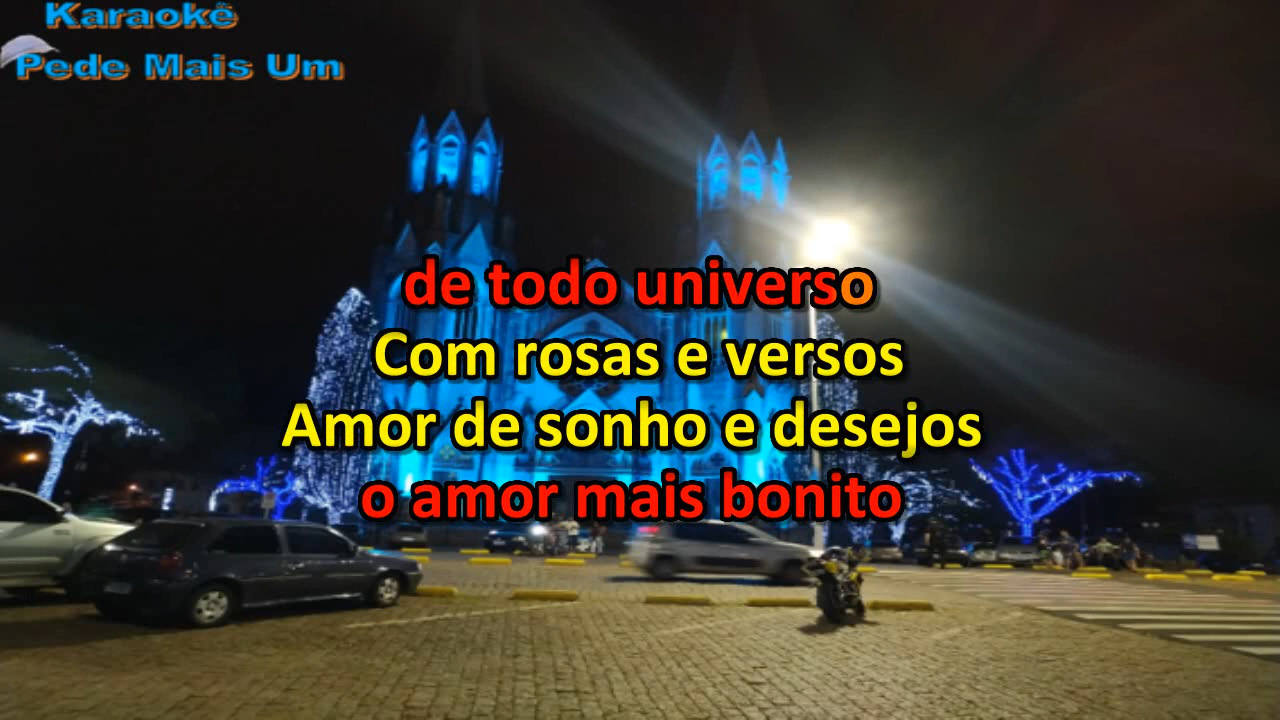 Karaokê
Pede Mais Um
de todo universo
Com rosas e versos
Amor de sonho e desejos
o amor mais bonito